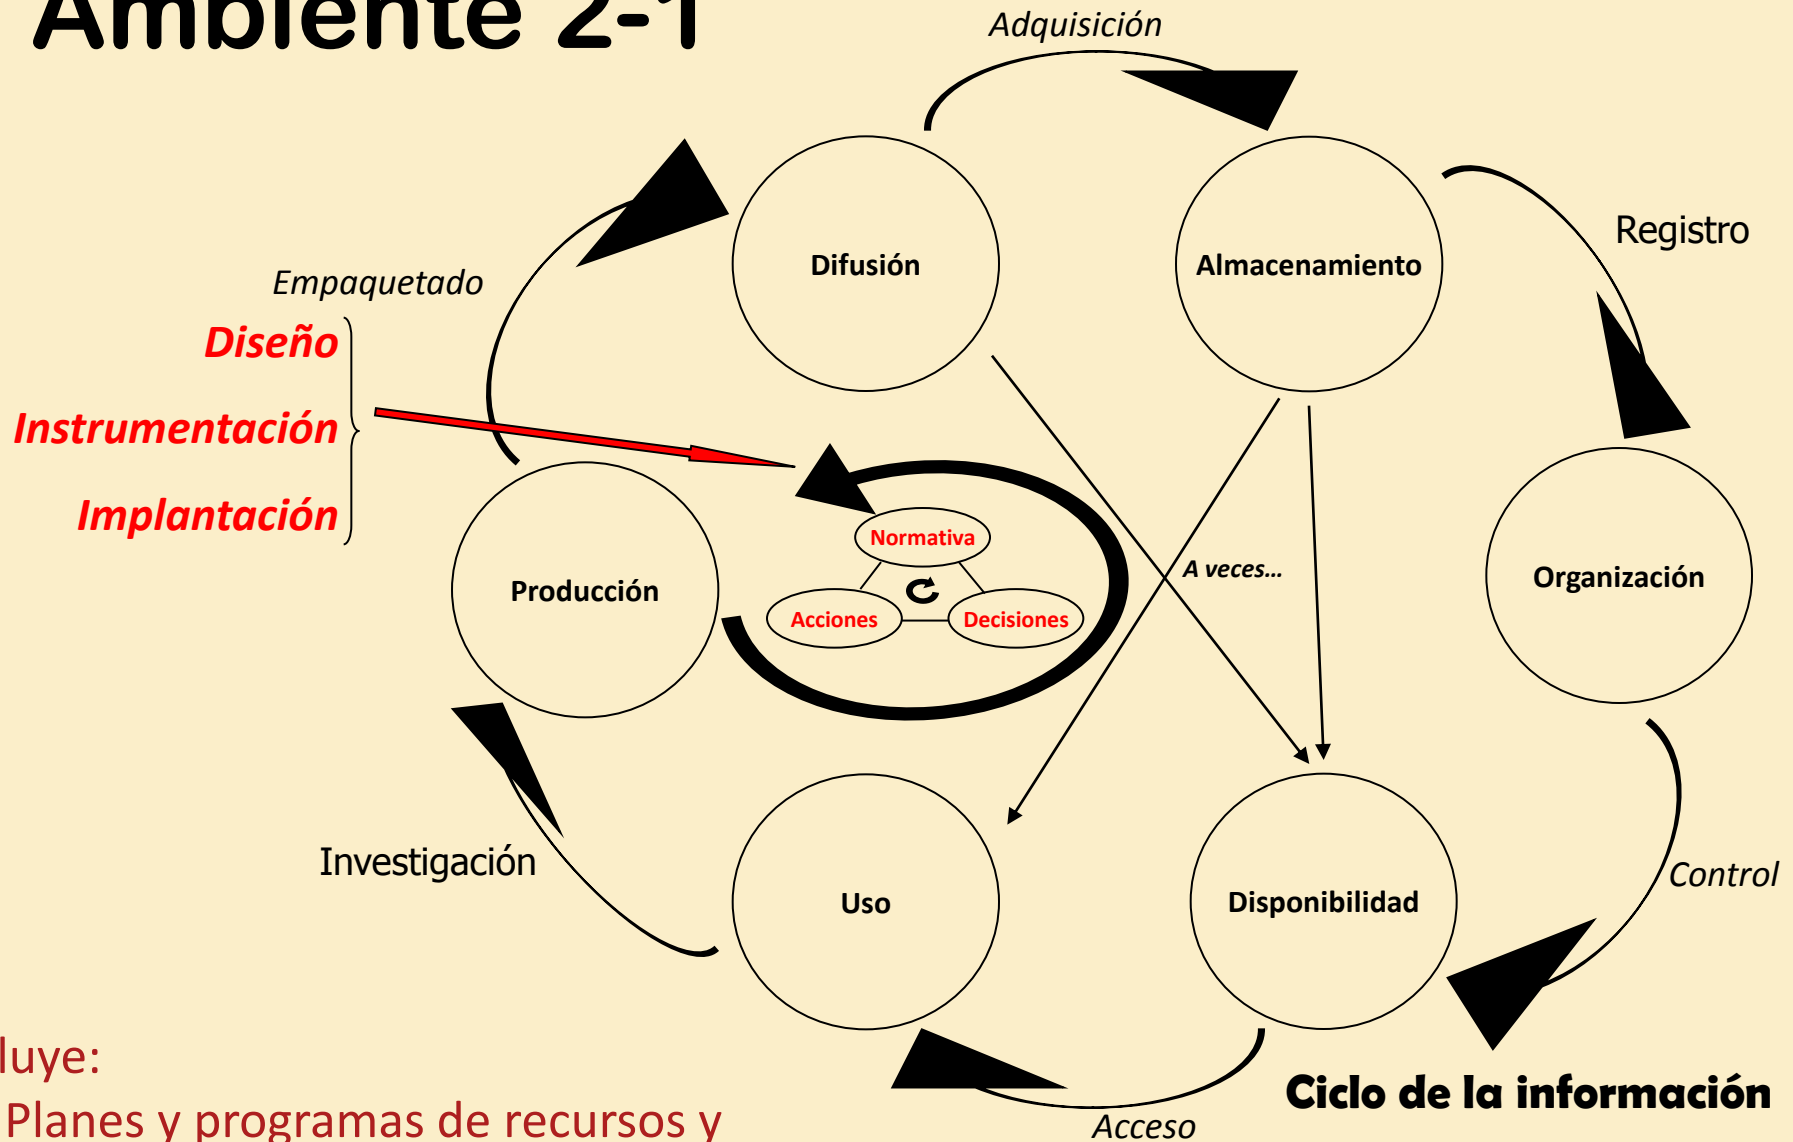 Ambiente 2-1
Adquisición
Registro
Difusión
Almacenamiento
Empaquetado
Diseño
Instrumentación
Implantación
Normativa
A veces...
Producción
Organización
Acciones
Decisiones
Investigación
Control
Uso
Disponibilidad
luye:
Ciclo de la información
Planes y programas de recursos y
Acceso